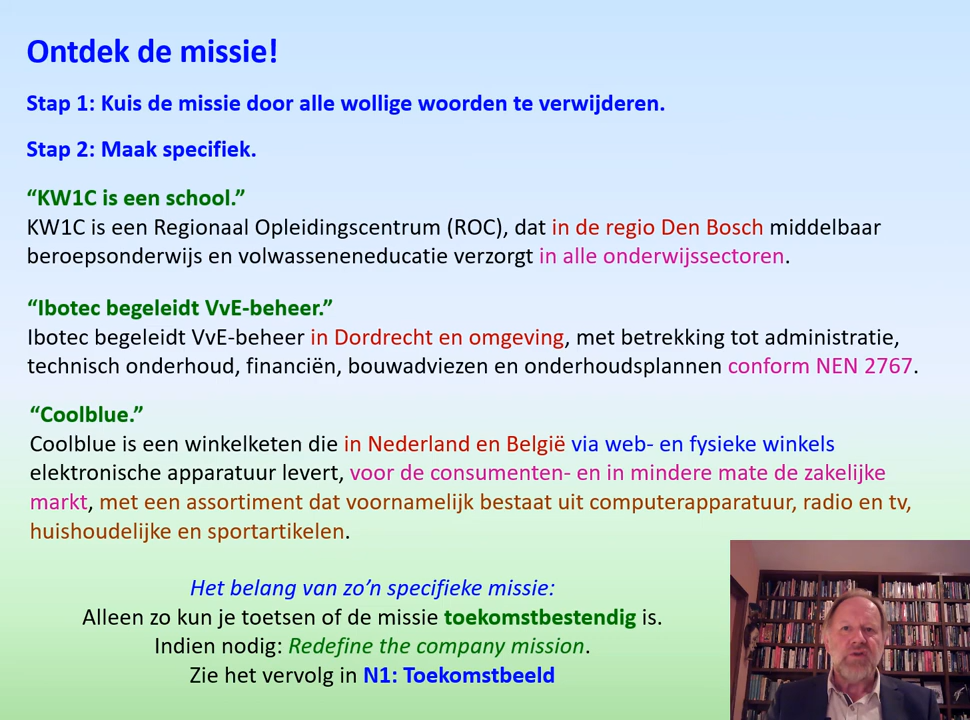 Ontdek de missie!
Stap 1: Kuis de missie door alle wollige woorden te verwijderen.
Stap 2: Maak specifiek.
“KW1C is een school.”
KW1C is een Regionaal Opleidingscentrum (ROC), dat in de regio Den Bosch middelbaar
beroepsonderwijs en volwasseneneducatie verzorgt in alle onderwijssectoren.
“Ibotec begeleidt VvE-beheer.”
Ibotec begeleidt VvE-beheer in Dordrecht en omgeving, met betrekking tot administratie,
technisch onderhoud, financiën, bouwadviezen en onderhoudsplannen conform NEN 2767.
“Coolblue.”
Coolblue is een winkelketen die in Nederland en België via web- en fysieke winkels
elektronische apparatuur levert, voor de consumenten- en in mindere mate de zakelijke
markt, met een assortiment dat voornamelijk bestaat uit computerapparatuur, radio en tv,
huishoudelijke en sportartikelen.
Het belang van zo’n specifieke missie:
Alleen zo kun je toetsen of de missie toekomstbestendig is.
Indien nodig: Redefine the company mission.
Zie het vervolg in N1: Toekomstbeeld